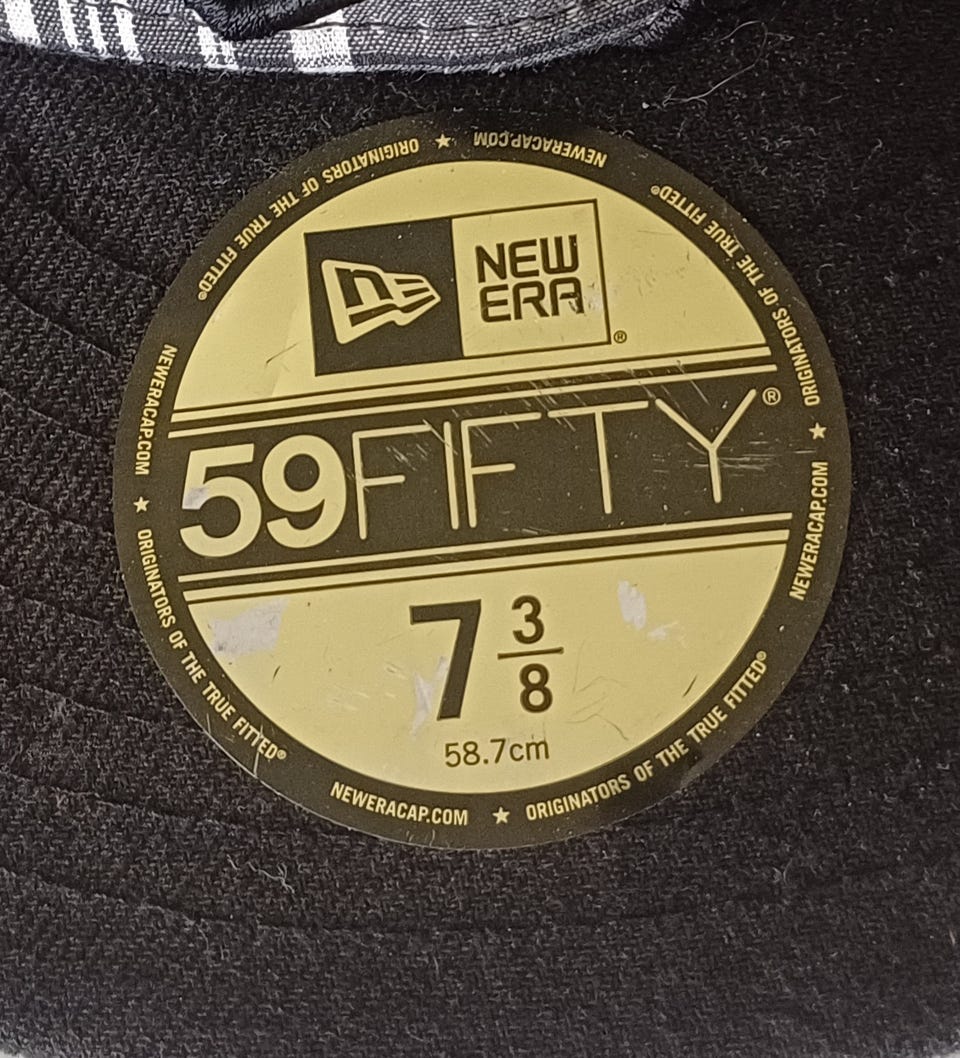 NEW
ERA®
59FIFTY®
7 3/8
58.7cm
NEWERACAP.COM ★ ORIGINATORS OF THE TRUE FITTED®
NEWERACAP.COM ★ ORIGINATORS OF THE TRUE FITTED®
NEWERACAP.COM ★ ORIGINATORS OF THE TRUE FITTED®
NEWERACAP.COM ★ ORIGINATORS OF THE TRUE FITTED®